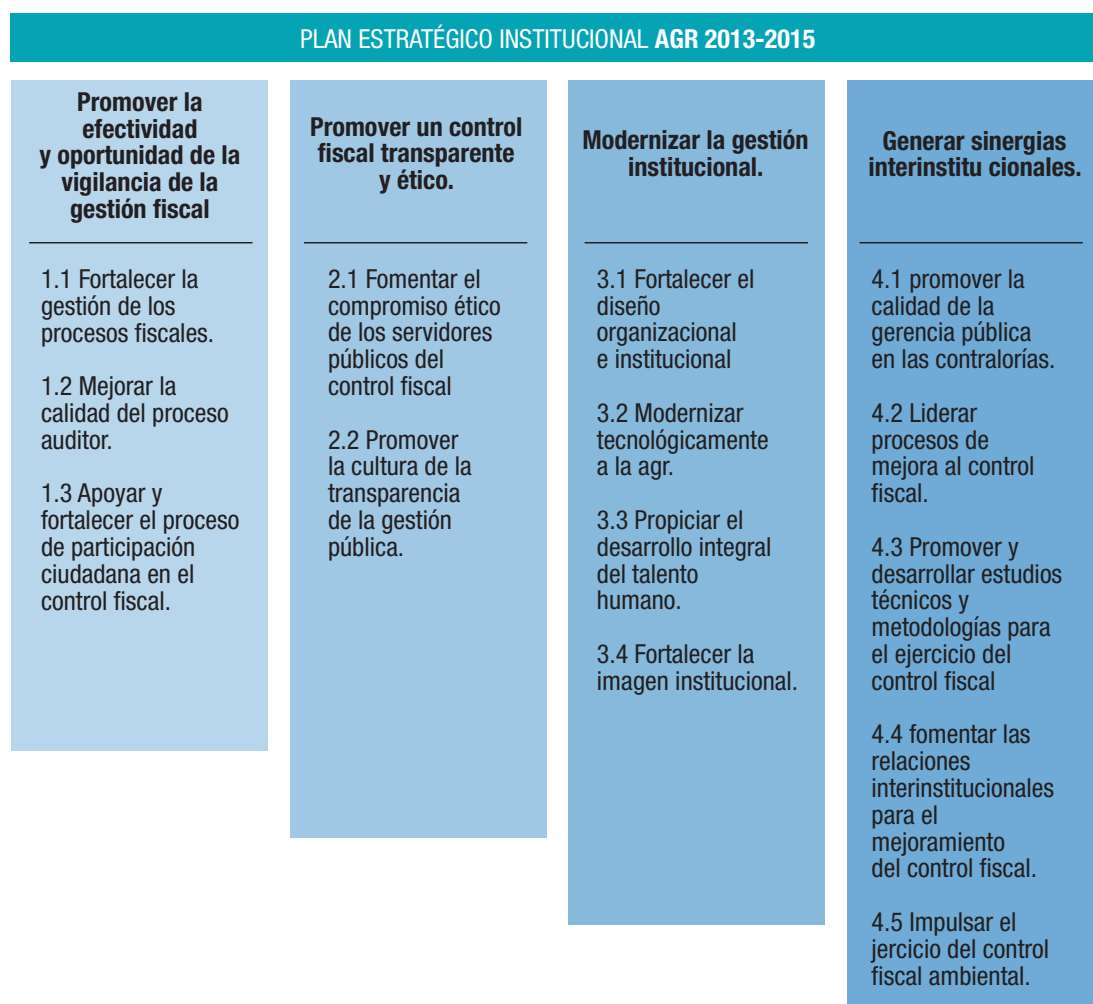 PLAN ESTRATÉGICO INSTITUCIONAL AGR 2013-2015
Promover la
efectividad
y oportunidad de la
vigilancia de la
gestión fiscal
1.1 Fortalecer la
gestión de los
procesos fiscales.
1.2 Mejorar la
calidad del proceso
auditor.
1.3 Apoyar y
fortalecer el proceso
de participación
ciudadana en el
control fiscal.
Promover un control
fiscal transparente
y ético.
2.1 Fomentar el
compromiso ético
de los servidores
públicos del
control fiscal
2.2 Promover
la cultura de la
transparencia
de la gestión
pública.
Modernizar la gestión
institucional.
3.1 Fortalecer el
diseño
organizacional
e institucional
3.2 Modernizar
tecnológicamente
a la agr.
3.3 Propiciar el
desarrollo integral
del talento
humano.
3.4 Fortalecer la
imagen institucional.
Generar sinergias
interinstitu cionales.
4.1 promover la
calidad de la
gerencia pública
en las contralorías.
4.2 Liderar
procesos de
mejora al control
fiscal.
4.3 Promover y
desarrollar estudios
técnicos y
metodologías para
el ejercicio del
control fiscal
4.4 fomentar las
relaciones
interinstitucionales
para el
mejoramiento
del control fiscal.
4.5 Impulsar el
jercicio del control
fiscal ambiental.